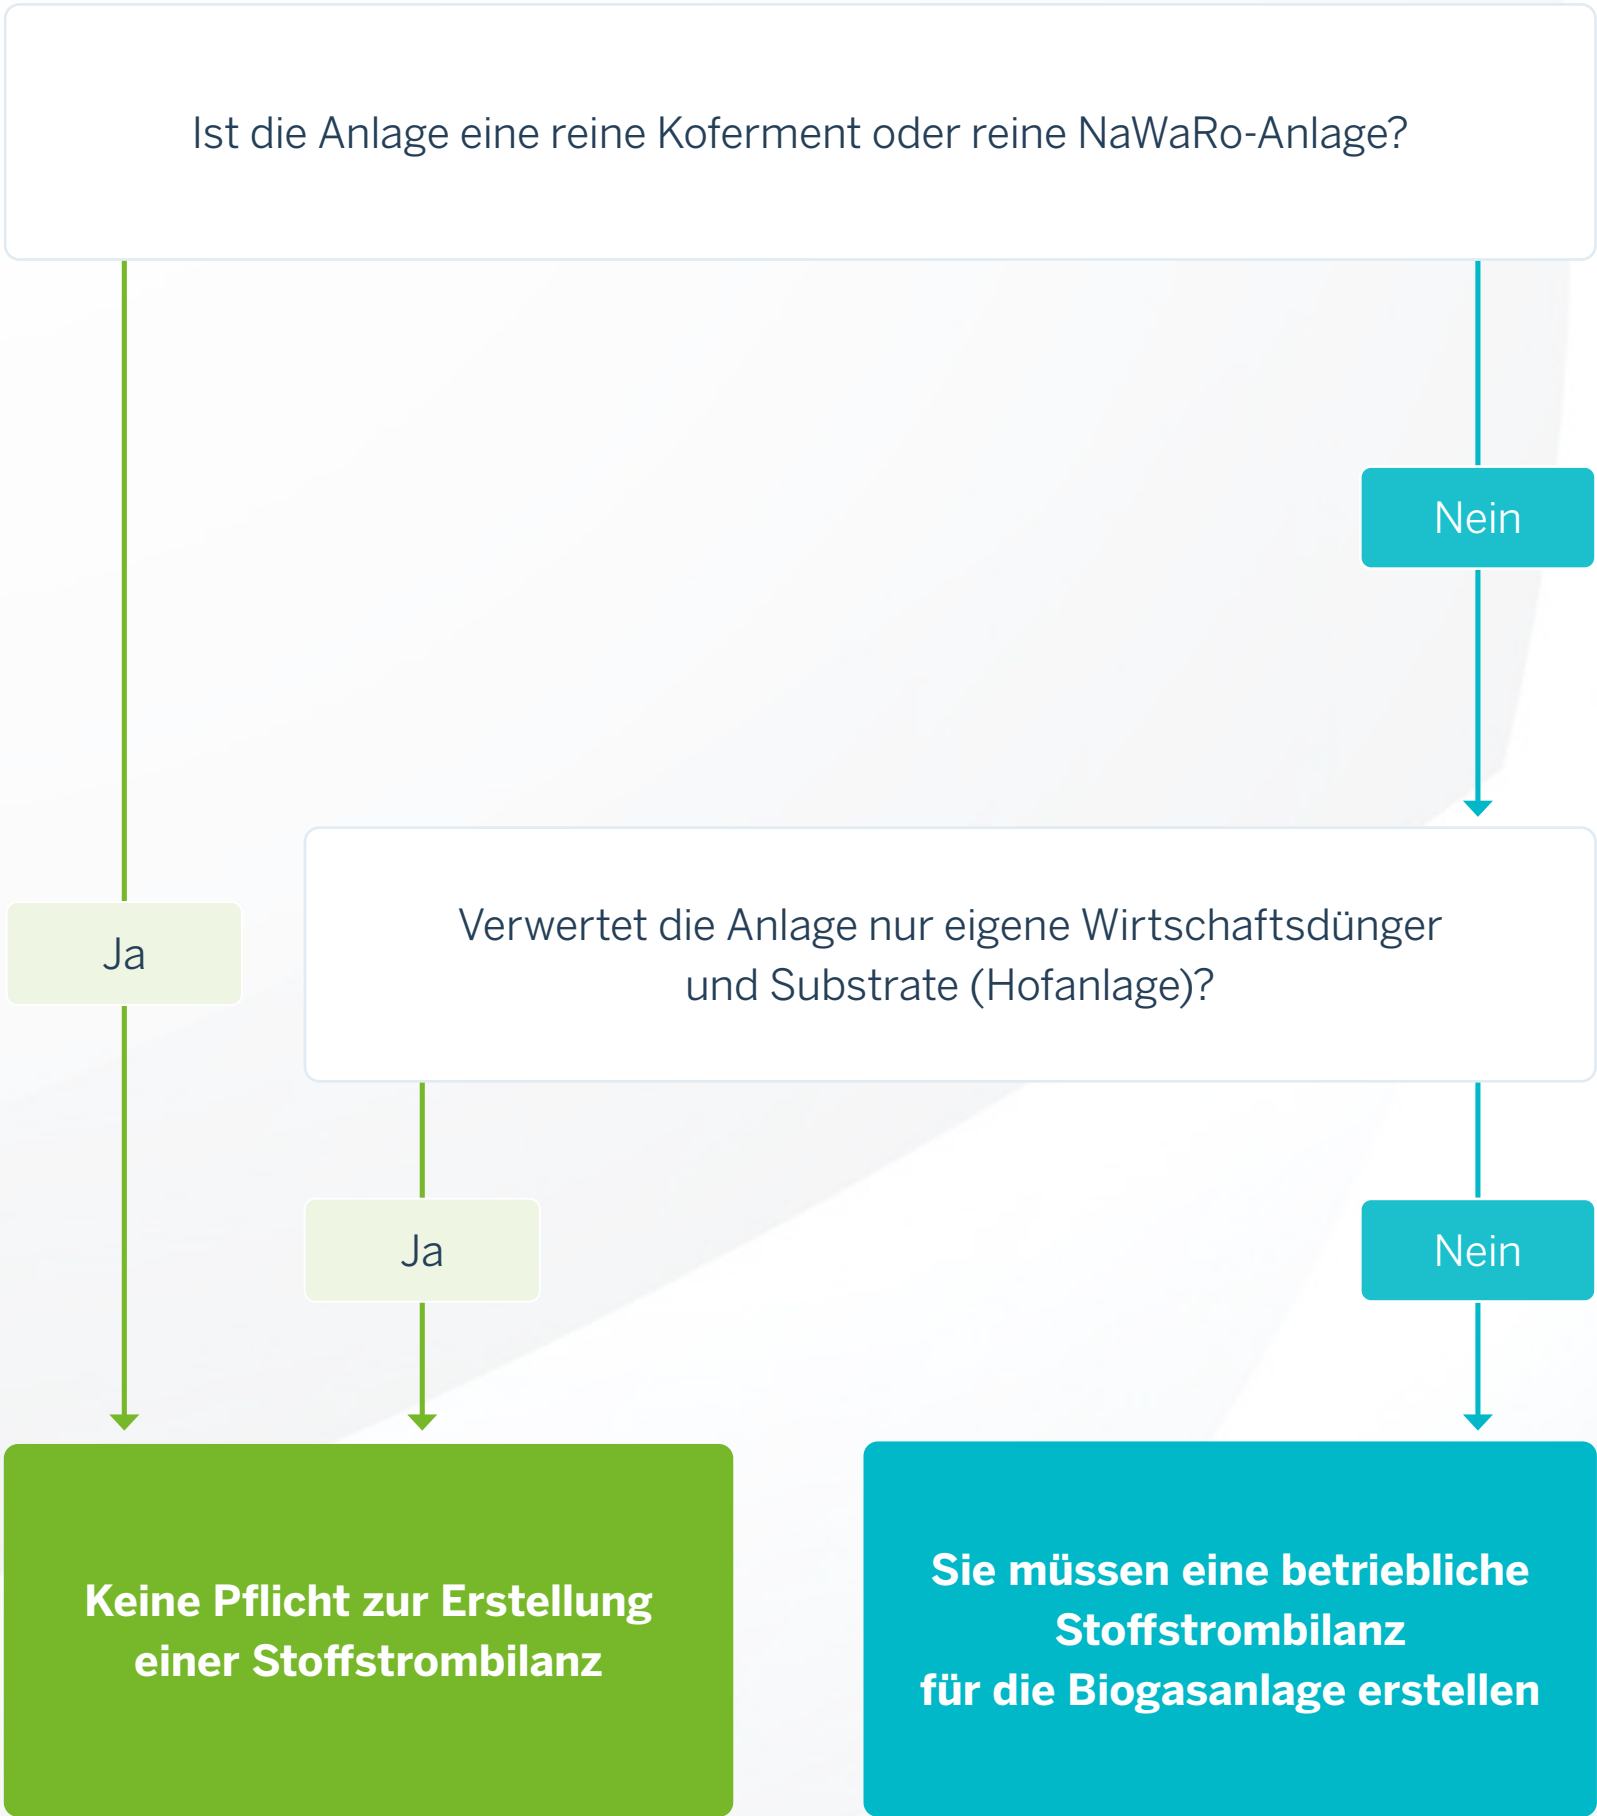 Ist die Anlage eine reine Koferment oder reine NaWaRo-Anlage?
Nein
Ja
Verwertet die Anlage nur eigene Wirtschaftsdünger
und Substrate (Hofanlage)?
Ja
Nein
Keine Pflicht zur Erstellung
einer Stoffstrombilanz
Sie müssen eine betriebliche
Stoffstrombilanz
für die Biogasanlage erstellen